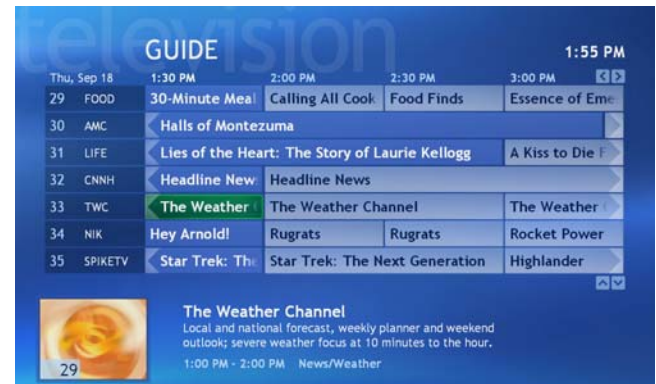 television
GUIDE 1:55 PM
Thu, Sep 18 1:30 PM 2:00 PM 2:30 PM 3:00 PM
29 FOOD 30-Minute Meal Calling All Cook Food Finds Essence of Eme
30 AMC Halls of Montezuma
31 LIFE Lies of the Heart: The Story of Laurie Kellogg A Kiss to Die F
32 CNNH Headline New Headline News
33 TWC The Weather The Weather Channel The Weather
34 NIK Hey Arnold! Rugrats Rugrats Rocket Power
35 SPIKETV Star Trek: The Star Trek: The Next Generation Highlander
The Weather Channel
Local and national forecast, weekly
planner and weekend
outlook; severe weather focus at 10 minutes to the hour.
1:00 PM - 2:00 PM News/Weather
29